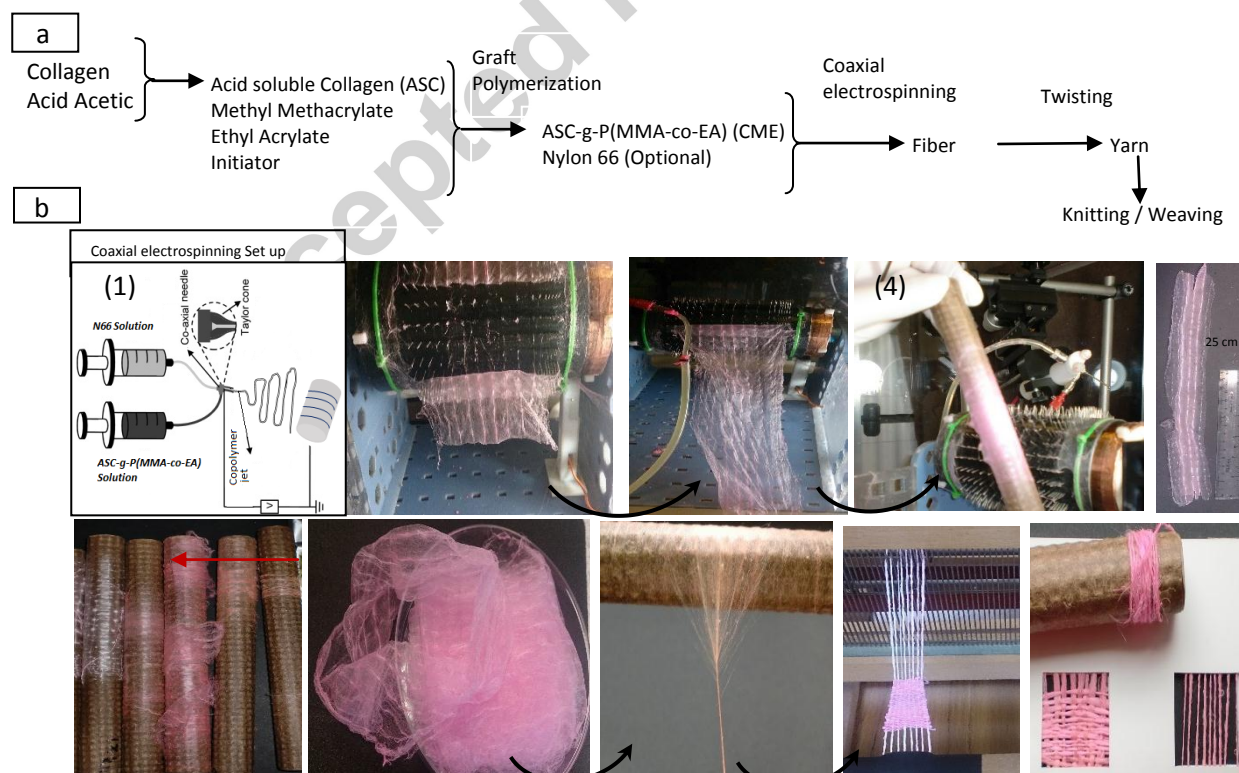 a
Collagen
Acid Acetic
Acid soluble Collagen (ASC)
Methyl Methacrylate
Ethyl Acrylate
Initiator
Graft
Polymerization
ASC-g-P(MMA-co-EA) (CME)
Nylon 66 (Optional)
Coaxial
electrospinning
Fiber
Twisting
Yarn
Knitting / Weaving
b
Coaxial electrospinning Set up
(1)
N66 Solution
Co-axial needle
Taylor cone
ASC-g-P(MMA-co-EA)
Solution
Copolymer
jet
V
(4)
25 cm
cepted